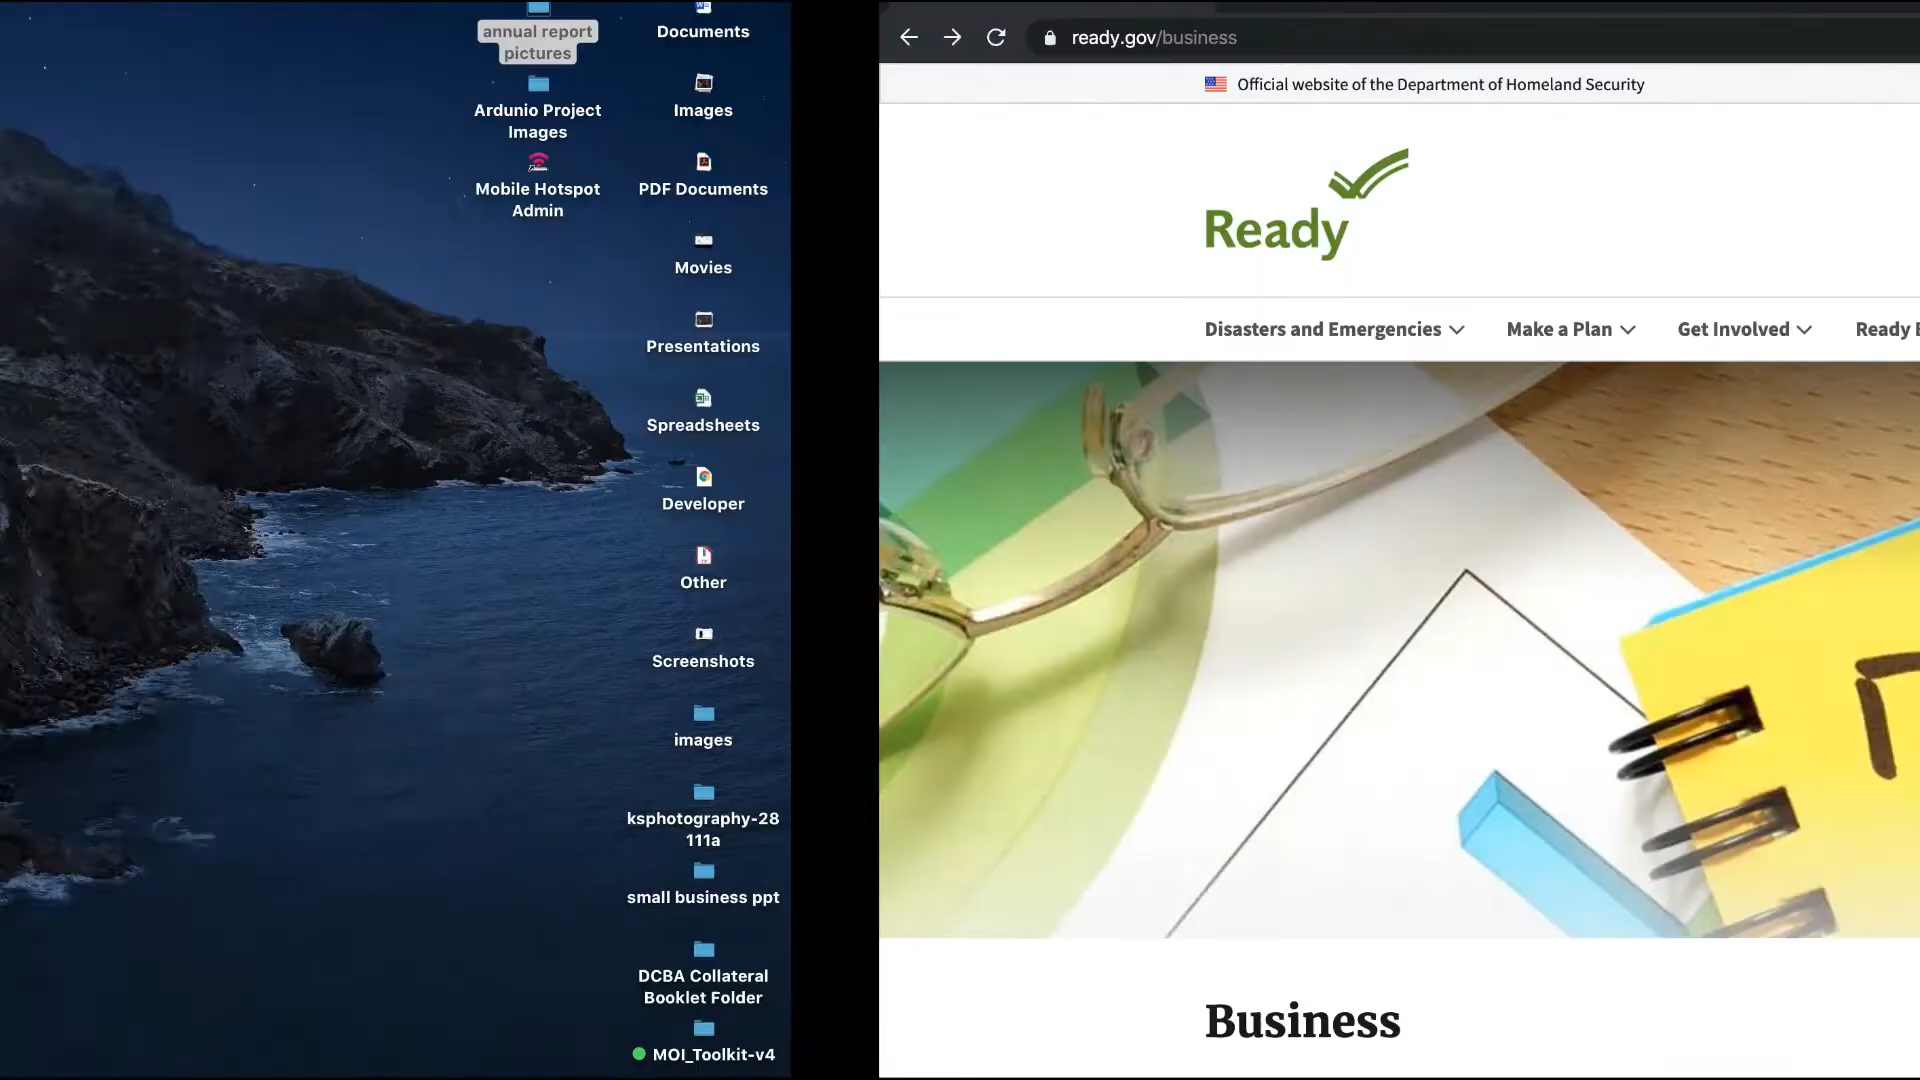 annual report
pictures
Ardunio Project
Images
Mobile Hotspot
Admin
Documents
Images
PDF Documents
Movies
Presentations
Spreadsheets
Developer
Other
Screenshots
images
ksphotography-28
111a
small business ppt
DCBA Collateral
Booklet Folder
MOI_Toolkit-v4
ready.gov/business
Official website of the Department of Homeland Security
Ready
Disasters and Emergencies
Make a Plan
Get Involved
Ready
Business